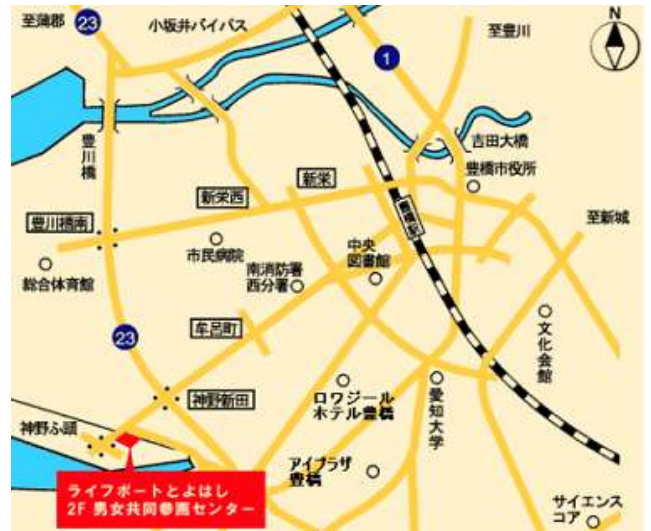 至蒲郡
23
小坂井バイパス
1
至豊川
N
豊川橋
吉田大橋
豊橋市役所
新栄
新栄西
豊川橋南
豊橋駅
至新城
総合体育館
市民病院
南消防署
西分署
中央
図書館
23
牟呂町
文化会館
神野新田
ロワジール
ホテル豊橋
愛知大学
神野ふ頭
アイプラザ
豊橋
ライフポートとよはし
2F 男女共同参画センター
サイエンス
コア